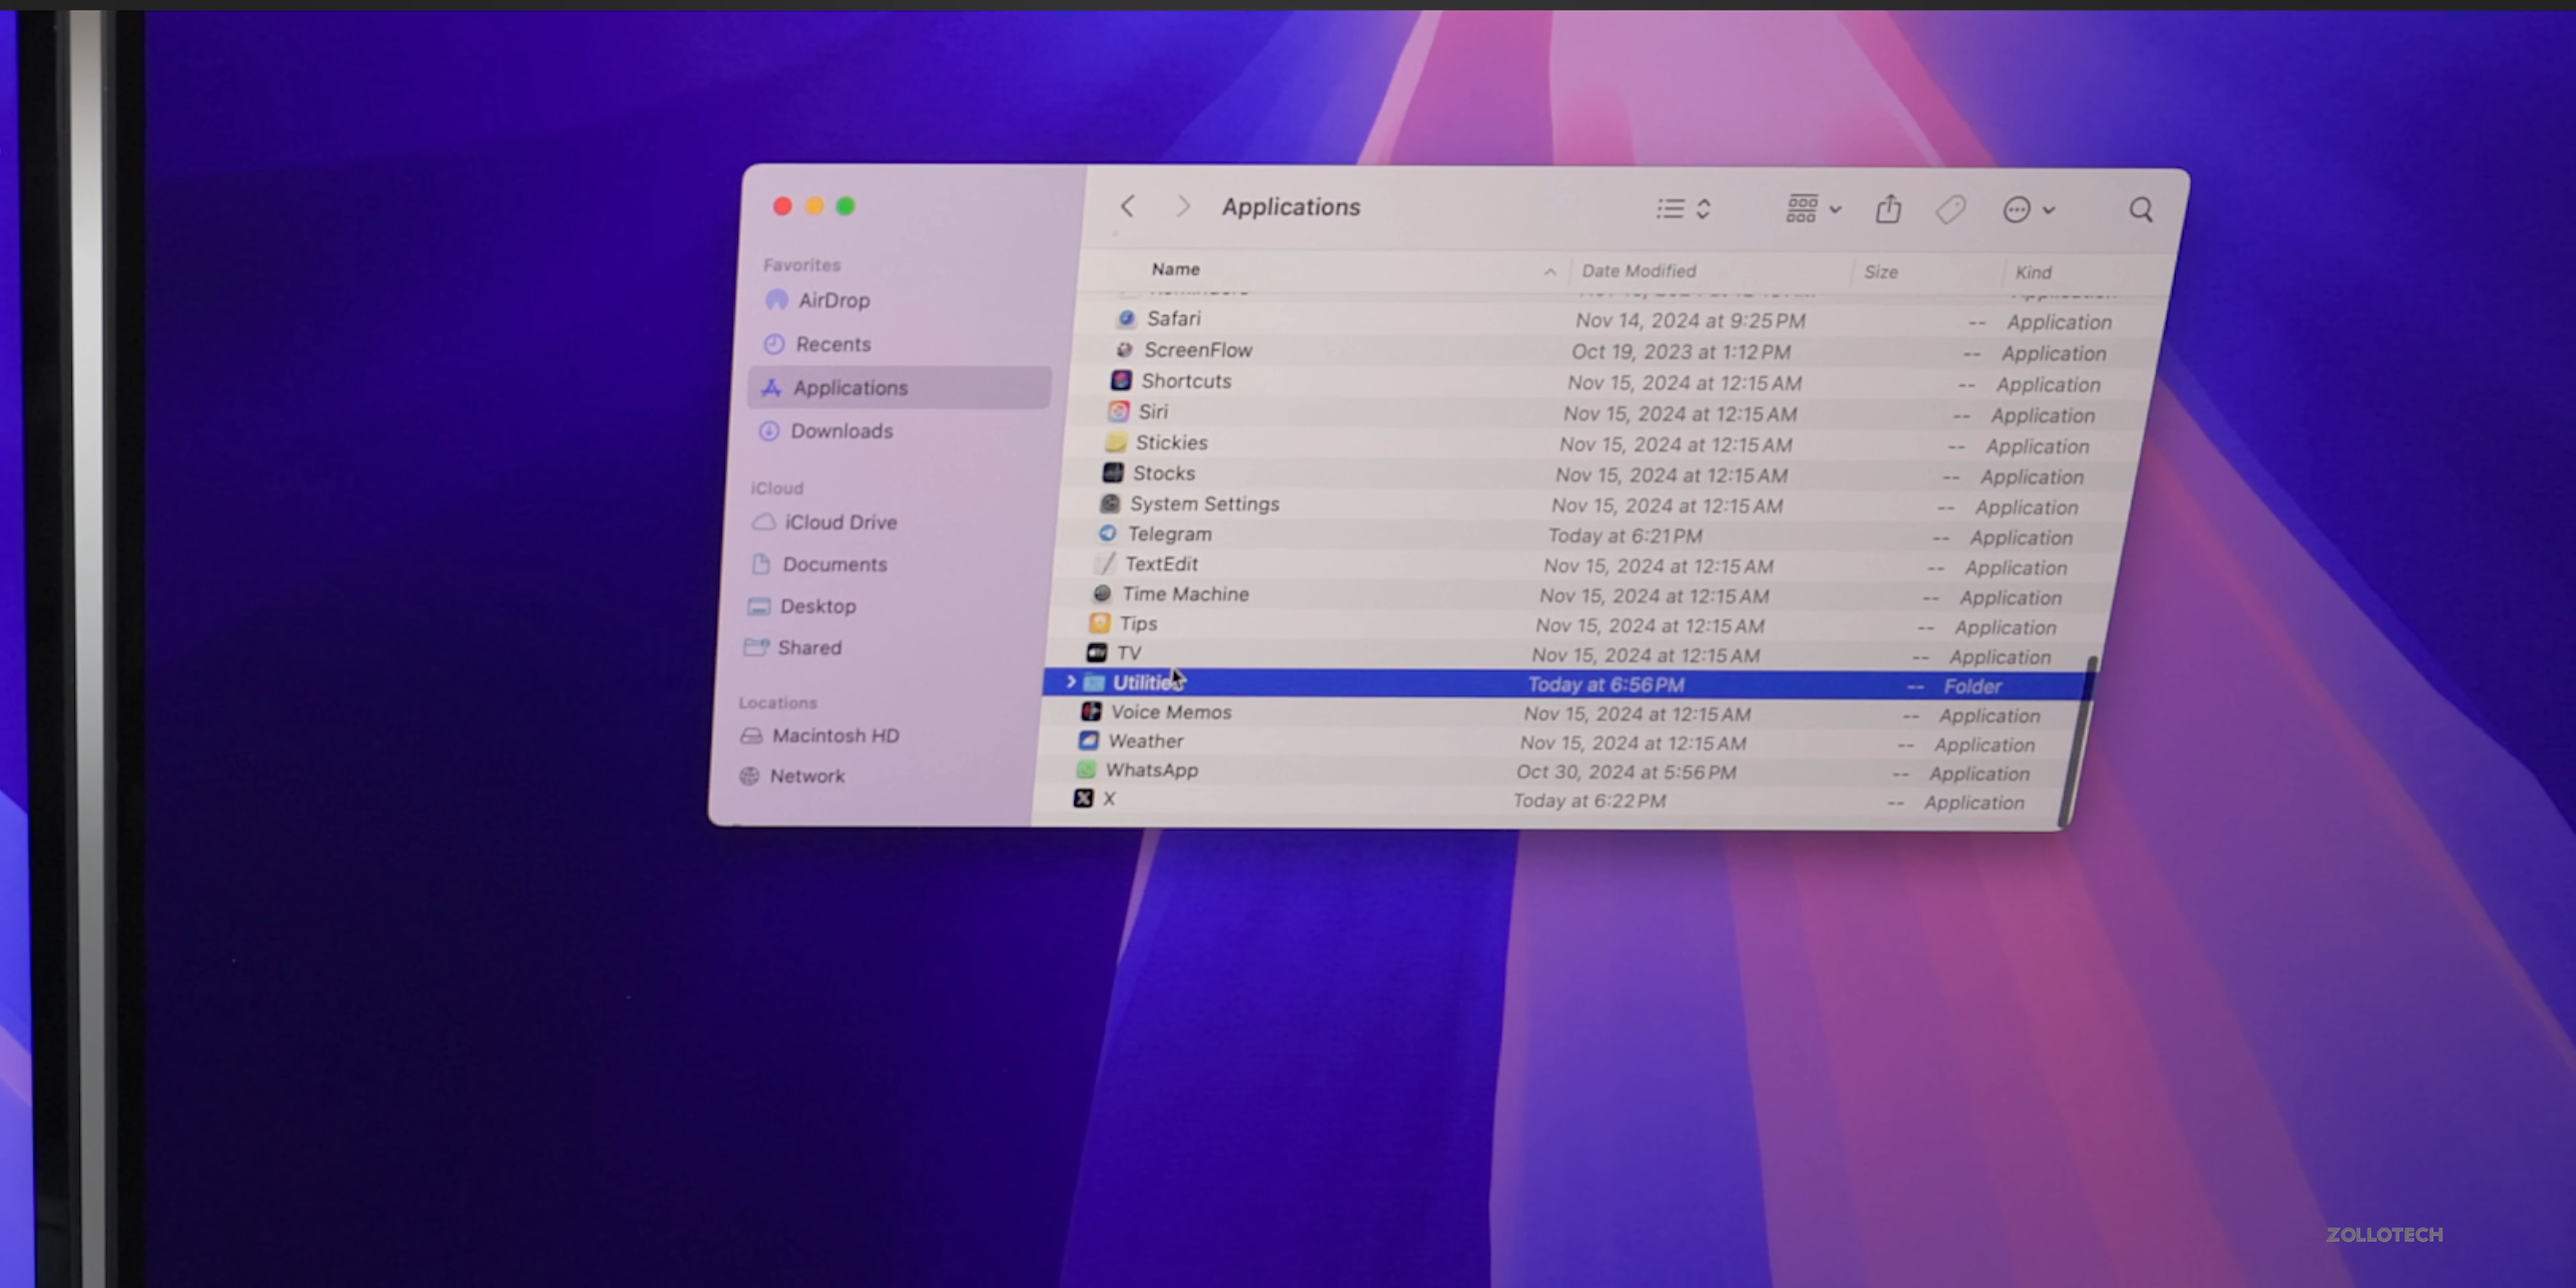 Applications
Favorites
AirDrop
Recents
Applications
Downloads
iCloud
iCloud Drive
Documents
Desktop
Shared
Locations
Macintosh HD
Network
Name Date Modified Size Kind
Safari Nov 14, 2024 at 9:25 PM -- Application
ScreenFlow Oct 19, 2023 at 1:12 PM -- Application
Shortcuts Nov 15, 2024 at 12:15 AM -- Application
Siri Nov 15, 2024 at 12:15 AM -- Application
Stickies Nov 15, 2024 at 12:15 AM -- Application
Stocks Nov 15, 2024 at 12:15 AM -- Application
System Settings Nov 15, 2024 at 12:15 AM -- Application
Telegram Today at 6:21 PM -- Application
TextEdit Nov 15, 2024 at 12:15 AM -- Application
Time Machine Nov 15, 2024 at 12:15 AM -- Application
Tips Nov 15, 2024 at 12:15 AM -- Application
TV Nov 15, 2024 at 12:15 AM -- Application
Utilities Today at 6:56 PM -- Folder
Voice Memos Nov 15, 2024 at 12:15 AM -- Application
Weather Nov 15, 2024 at 12:15 AM -- Application
WhatsApp Oct 30, 2024 at 5:56 PM -- Application
X Today at 6:22 PM -- Application
ZOLLOTECH